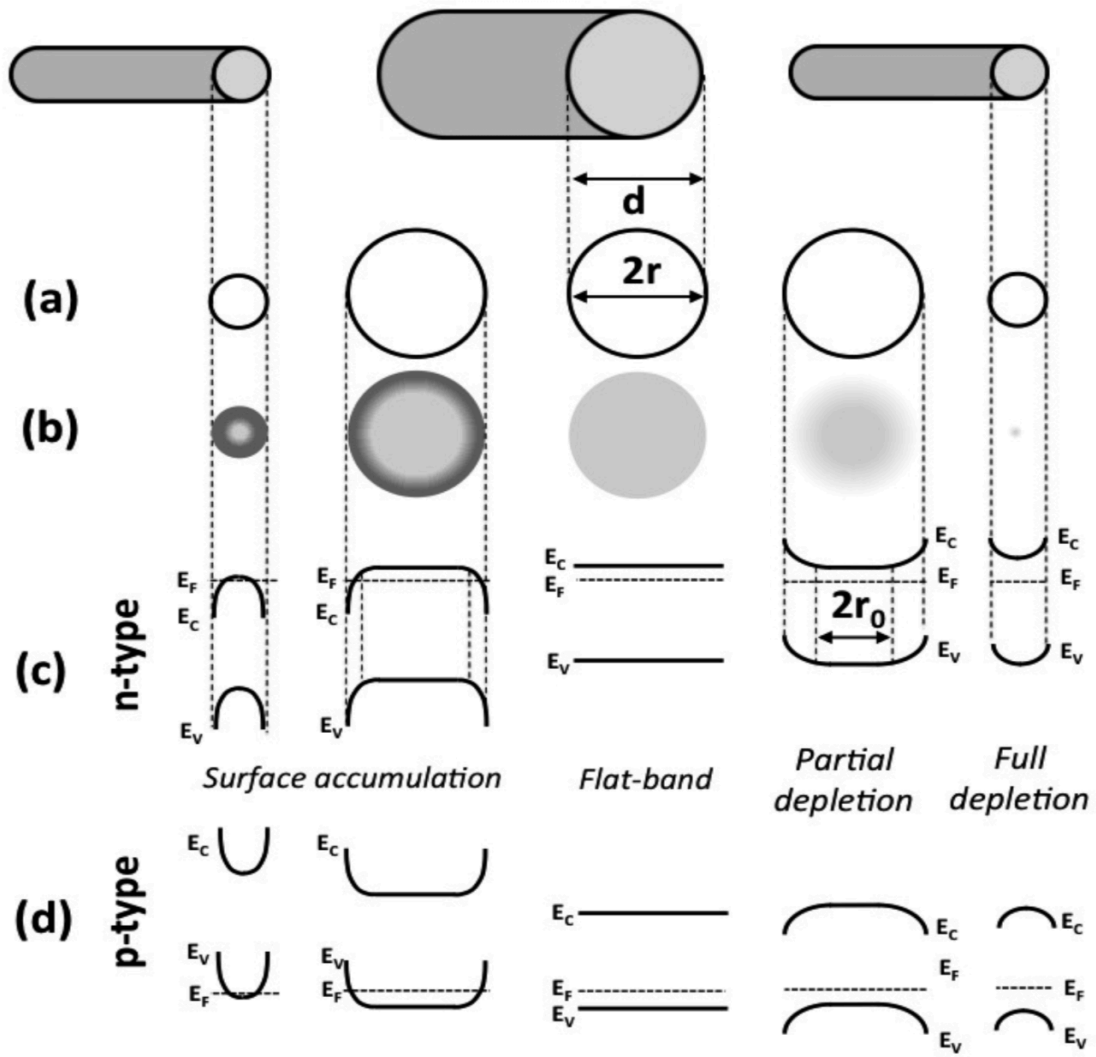 d
(a)
2r
(b)
n-type
(c)
E_F
E_C
E_V
E_F
E_C
E_V
E_C
E_F
E_V
E_C
E_F
2r_0
E_V
E_C
E_F
E_V
Surface accumulation
Flat-band
Partial
depletion
Full
depletion
(d)
p-type
E_C
E_V
E_F
E_C
E_V
E_F
E_C
E_F
E_V
E_C
E_F
E_V
E_C
E_F
E_V